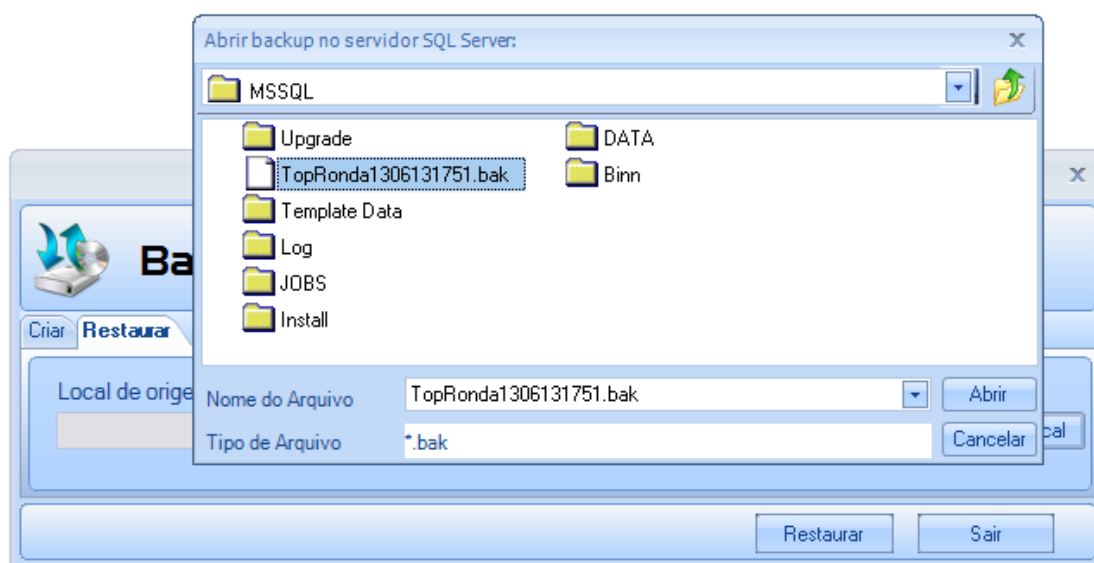 Abrir backup no servidor SQL Server:
MSSQL
Upgrade
TopRonda1306131751.bak
Template Data
Log
JOBS
Install
DATA
Binn
Nome do Arquivo TopRonda1306131751.bak Abrir
Tipo de Arquivo *.bak Cancelar
Ba
Criar Restaurar
Local de orige
cal
Restaurar Sair